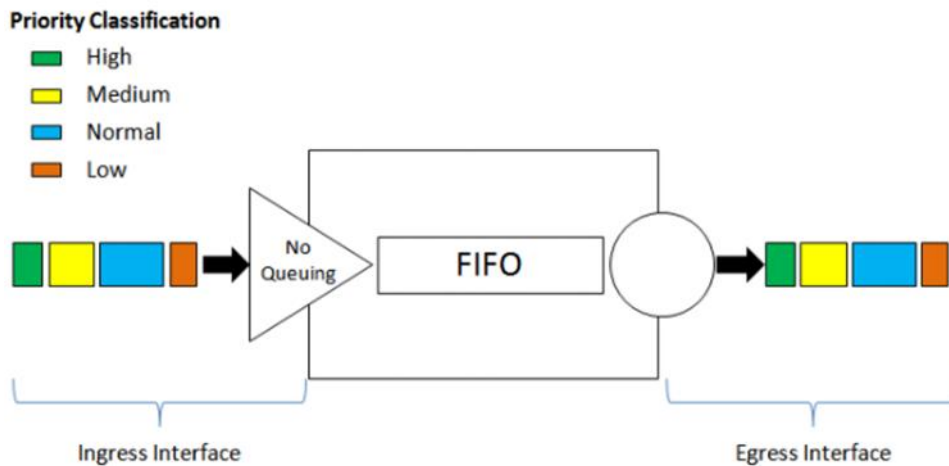 Priority Classification
High
Medium
Normal
Low
No
Queuing
FIFO
Ingress Interface
Egress Interface